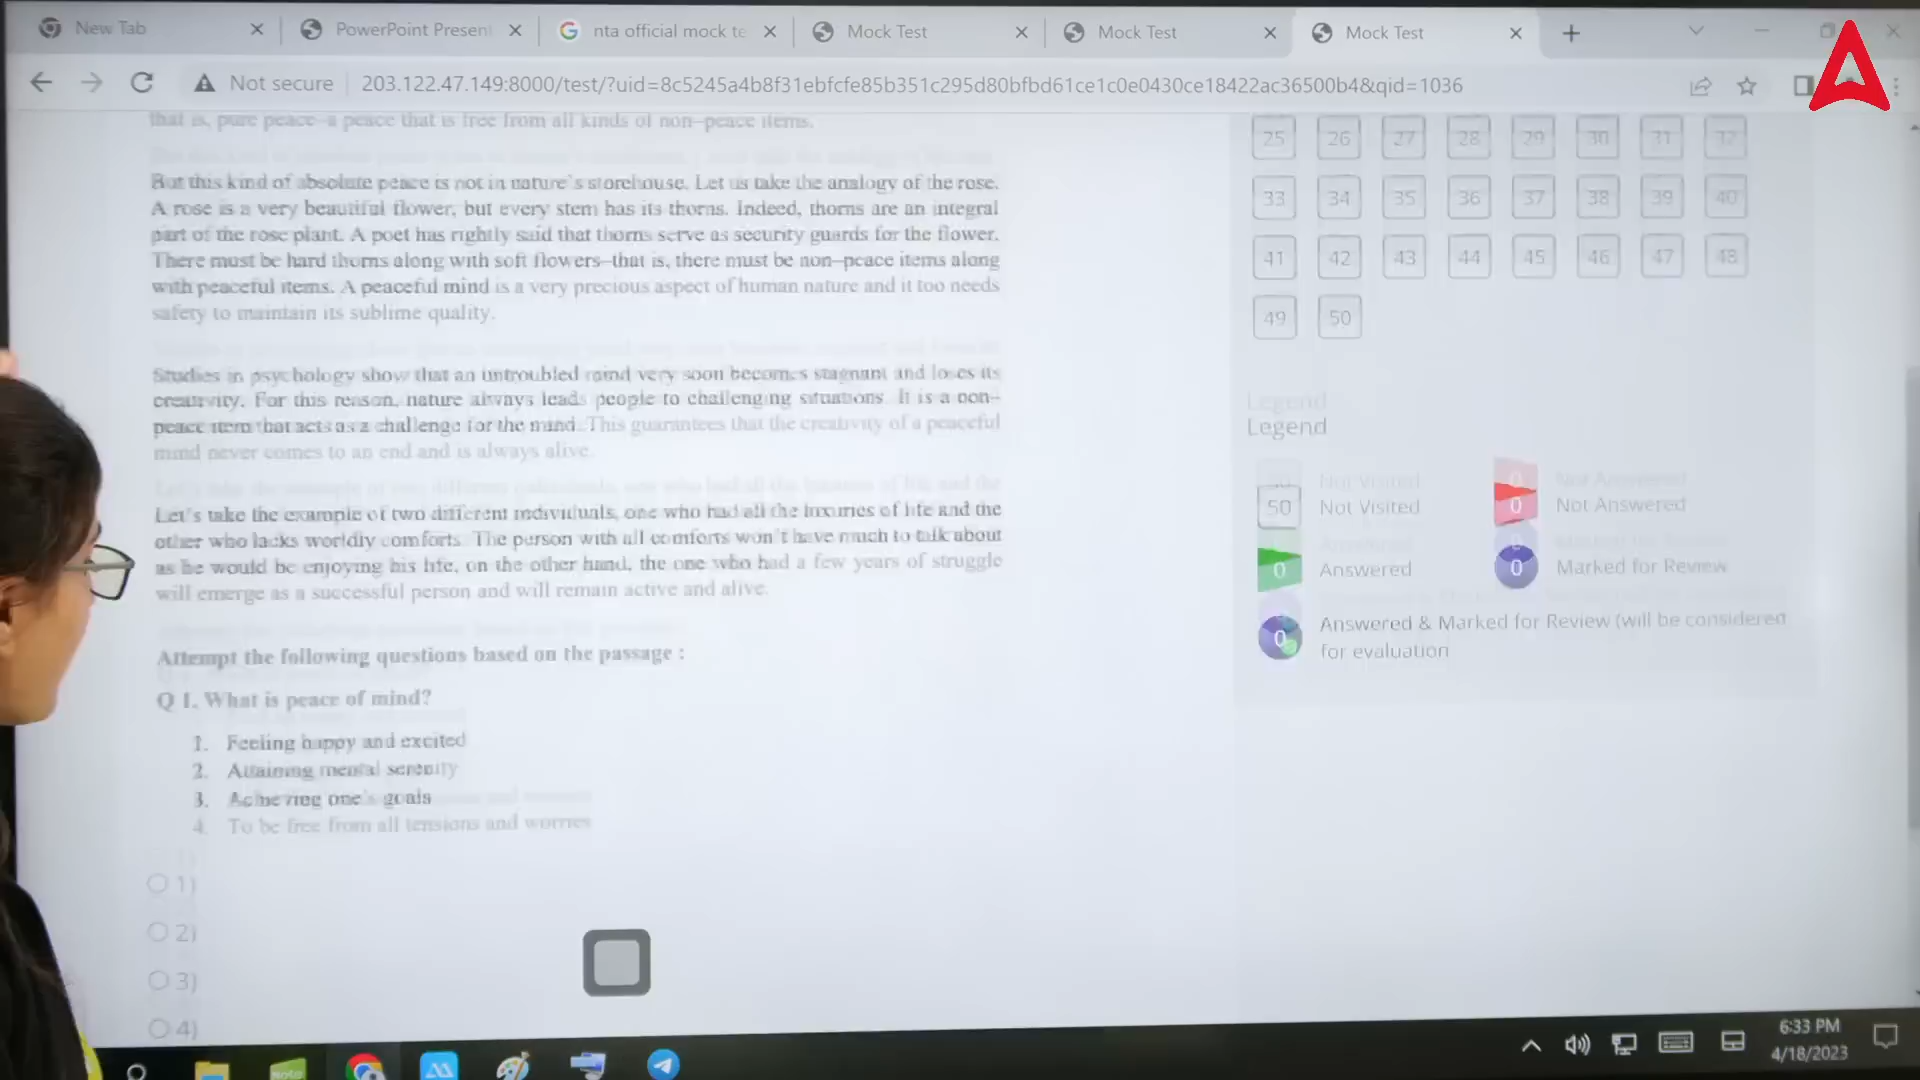 New Tab
PowerPoint Present
nta official mock te
Mock Test
Mock Test
Mock Test
Not secure
203.122.47.149:8000/test/?uid=8c5245a4b8f31ebfcfe85b351c295d80bfbd61ce1c0e0430ce18422ac36500b4&qid=1036
that is, pure peace–a peace that is free from all kinds of non–peace items.
But this kind of absolute peace is not in nature's storehouse. Let us take the analogy of the rose.
A rose is a very beautiful flower, but every stem has its thorns. Indeed, thorns are an integral
part of the rose plant. A poet has rightly said that thorns serve as security guards for the flower.
There must be hard thorns along with soft flowers–that is, there must be non–peace items along
with peaceful items. A peaceful mind is a very precious aspect of human nature and it too needs
safety to maintain its sublime quality.
Studies in psychology show that an untroubled mind very soon becomes stagnant and loses its
creativity. For this reason, nature always leads people to challenging situations. It is a non–
peace item that acts as a challenge for the mind. This guarantees that the creativity of a peaceful
mind never comes to an end and is always alive.
Let's take the example of two different individuals, one who had all the luxuries of life and the
other who lacks worldly comforts. The person with all comforts won't have much to talk about
as he would be enjoying his life, on the other hand, the one who had a few years of struggle
will emerge as a successful person and will remain active and alive.
Attempt the following questions based on the passage :
Q 1. What is peace of mind?
1. Feeling happy and excited
2. Attaining mental serenity
3. Achieving one's goals
4. To be free from all tensions and worries
1)
2)
3)
4)
25 26 27 28 29 30 31 32
33 34 35 36 37 38 39 40
41 42 43 44 45 46 47 48
49 50
Legend
Legend
Not Visited Not Answered
50 Not Visited 0 Not Answered
0 Answered 0 Marked for Review
0 Answered & Marked for Review (will be considered
for evaluation
6:33 PM
4/18/2023